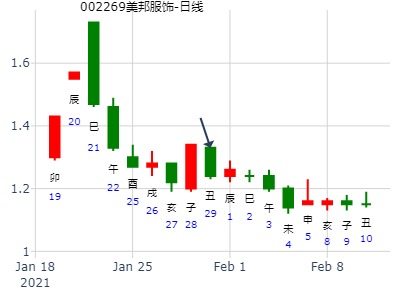 002269美邦服饰-日线
1.6
1.4
1.2
1
卯
19
辰
20
巳
21
午
22
酉
25
戌
26
亥
27
子
28
丑
29
辰
1
巳
2
午
3
未
4
申
5
亥
8
子
9
丑
10
Jan 18
2021
Jan 25
Feb 1
Feb 8